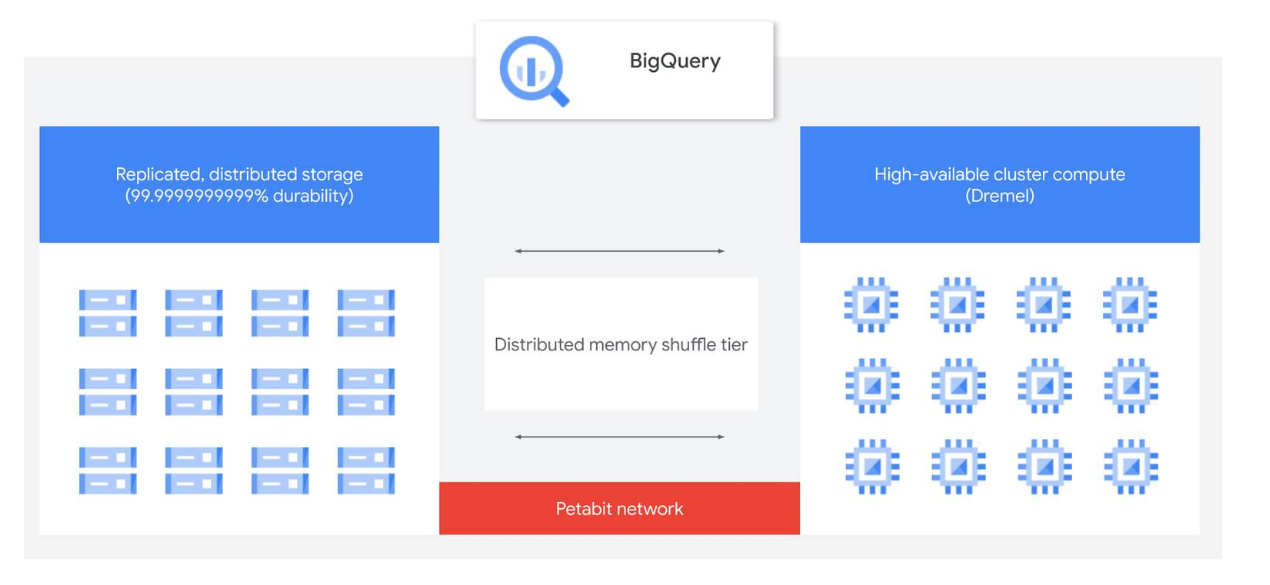 BigQuery
Replicated, distributed storage
(99.9999999999% durability)
High-available cluster compute
(Dremel)
Distributed memory shuffle tier
Petabit network